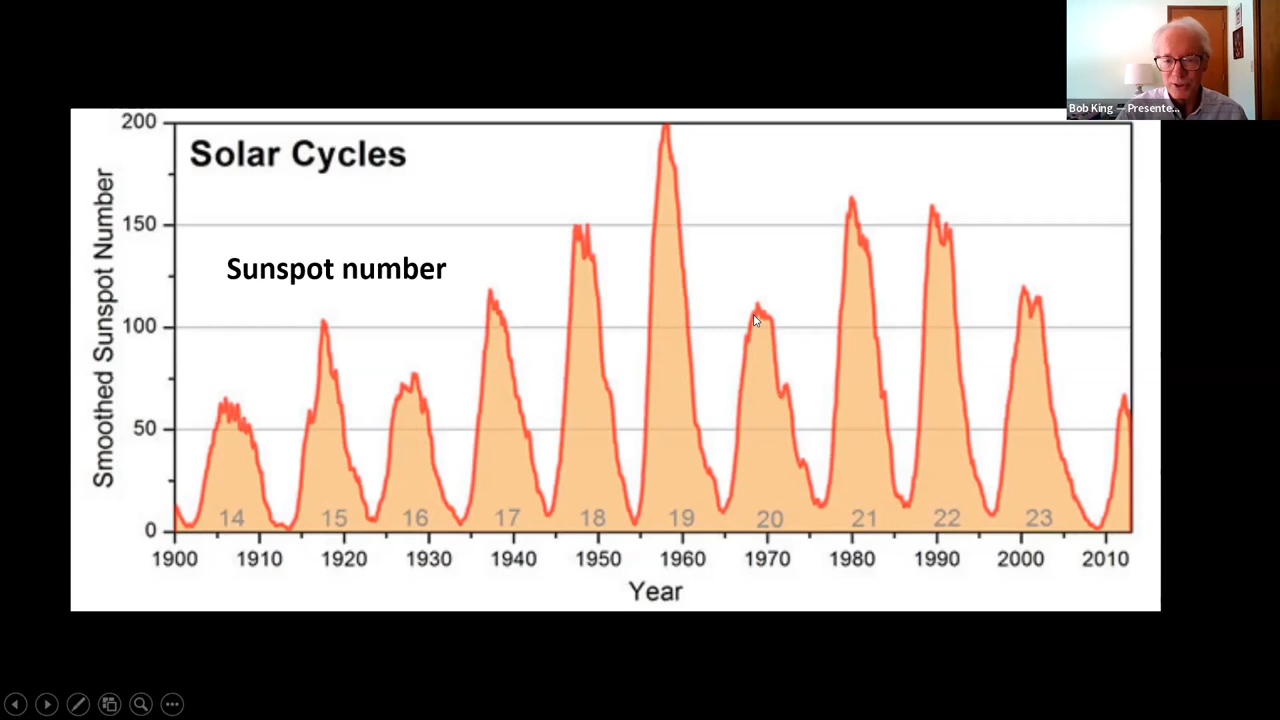 Bob King — Presente...
Solar Cycles
Sunspot number
Smoothed Sunspot Number
200
150
100
50
0
14 15 16 17 18 19 20 21 22 23
1900 1910 1920 1930 1940 1950 1960 1970 1980 1990 2000 2010
Year